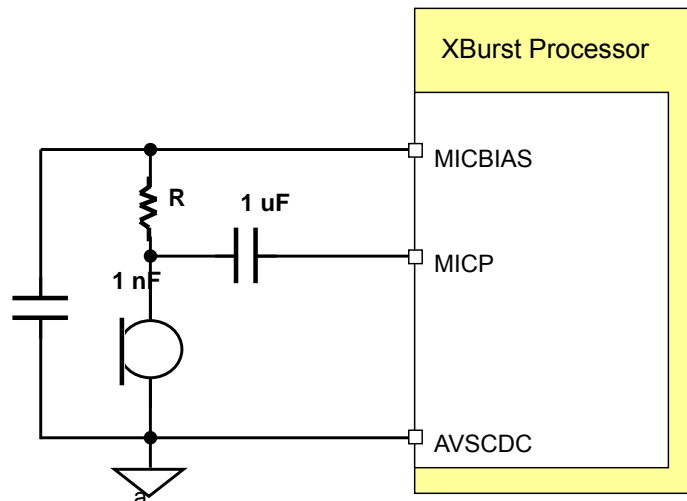 XBurst Processor
MICBIAS
R
1 uF
MICP
1 nF
AVSCDC
a